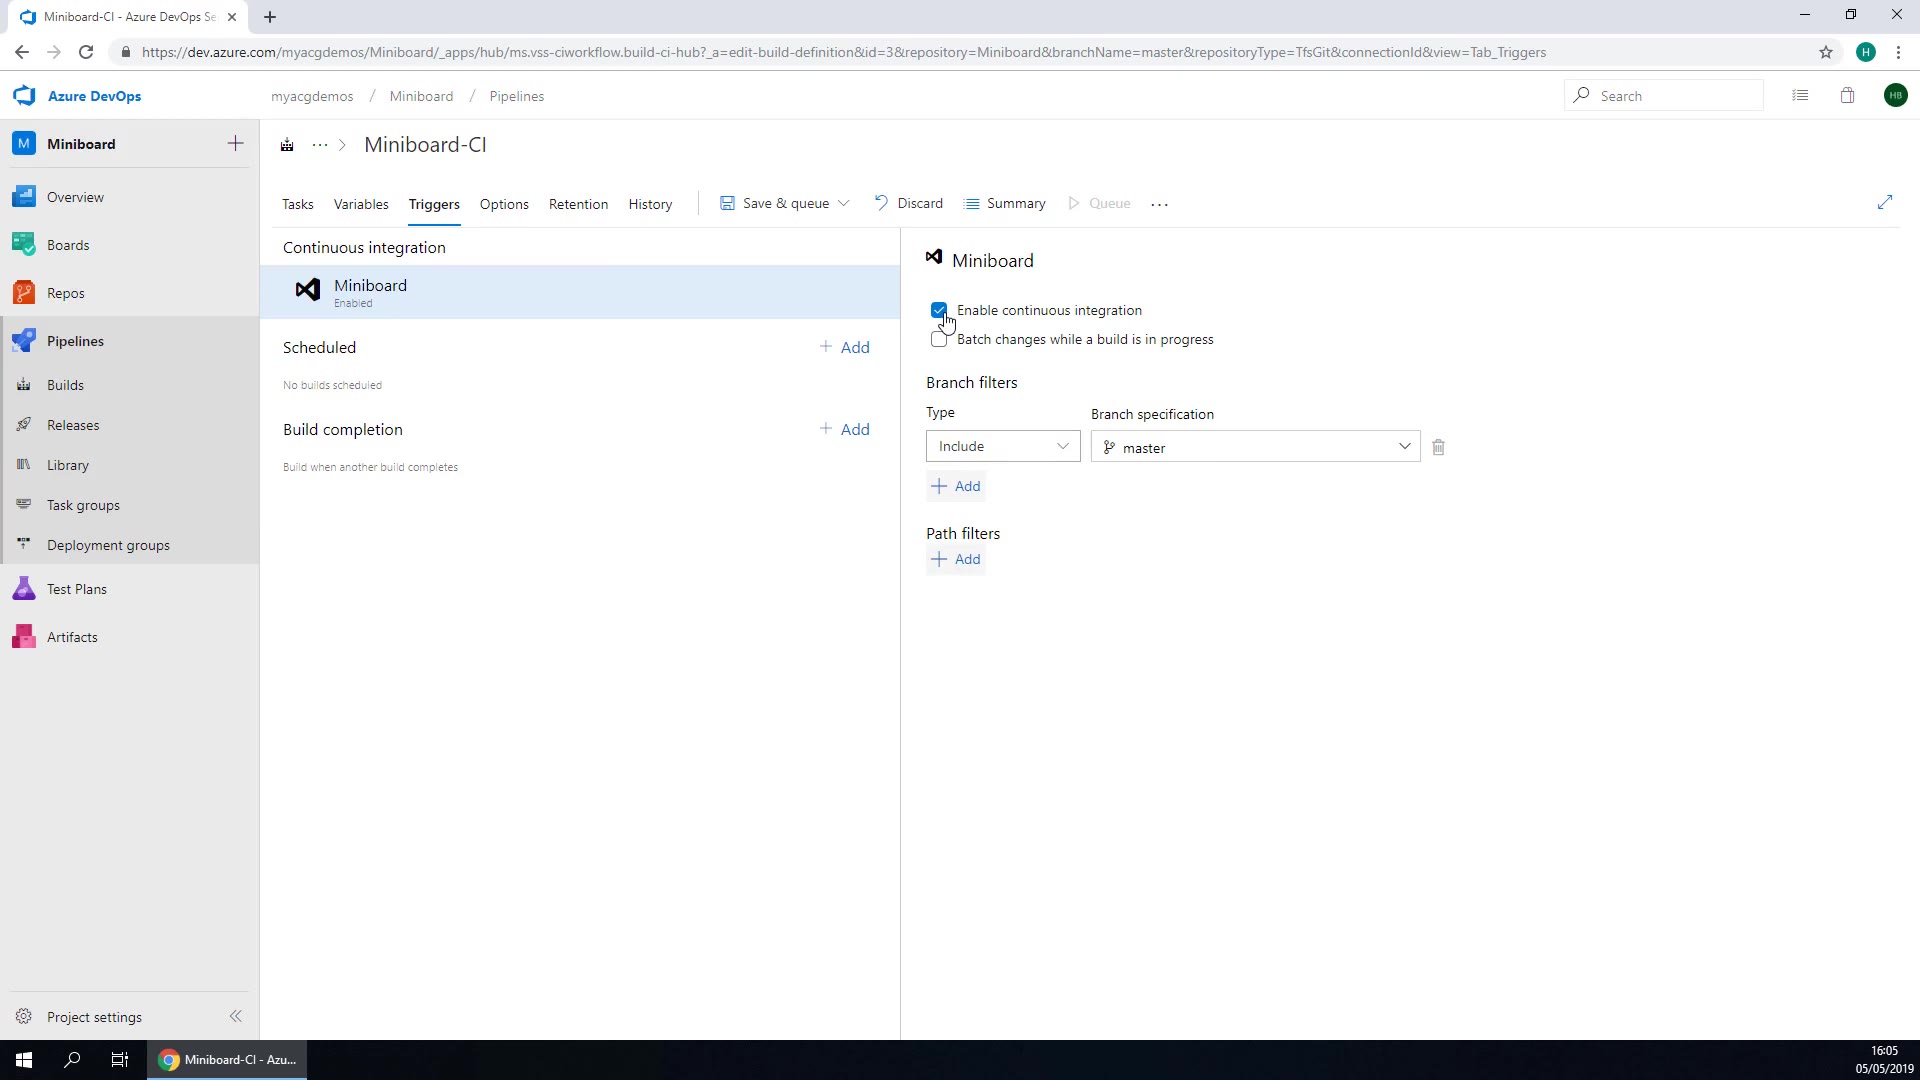 Miniboard-CI - Azure DevOps Se
https://dev.azure.com/myacgdemos/Miniboard/_apps/hub/ms.vss-ciworkflow.build-ci-hub?_a=edit-build-definition&id=3&repository=Miniboard&branchName=master&repositoryType=TfsGit&connectionId&view=Tab_Triggers
H
Azure DevOps
myacgdemos / Miniboard / Pipelines
Search
HB
M Miniboard
Miniboard-CI
Overview
Boards
Repos
Pipelines
Builds
Releases
Library
Task groups
Deployment groups
Test Plans
Artifacts
Project settings
Tasks Variables Triggers Options Retention History Save & queue Discard Summary Queue ...
Continuous integration
Miniboard
Enabled
Scheduled
+ Add
No builds scheduled
Build completion
+ Add
Build when another build completes
Miniboard
Enable continuous integration
Batch changes while a build is in progress
Branch filters
Type
Branch specification
Include
master
+ Add
Path filters
+ Add
Miniboard-CI - Azu...
16:05
05/05/2019